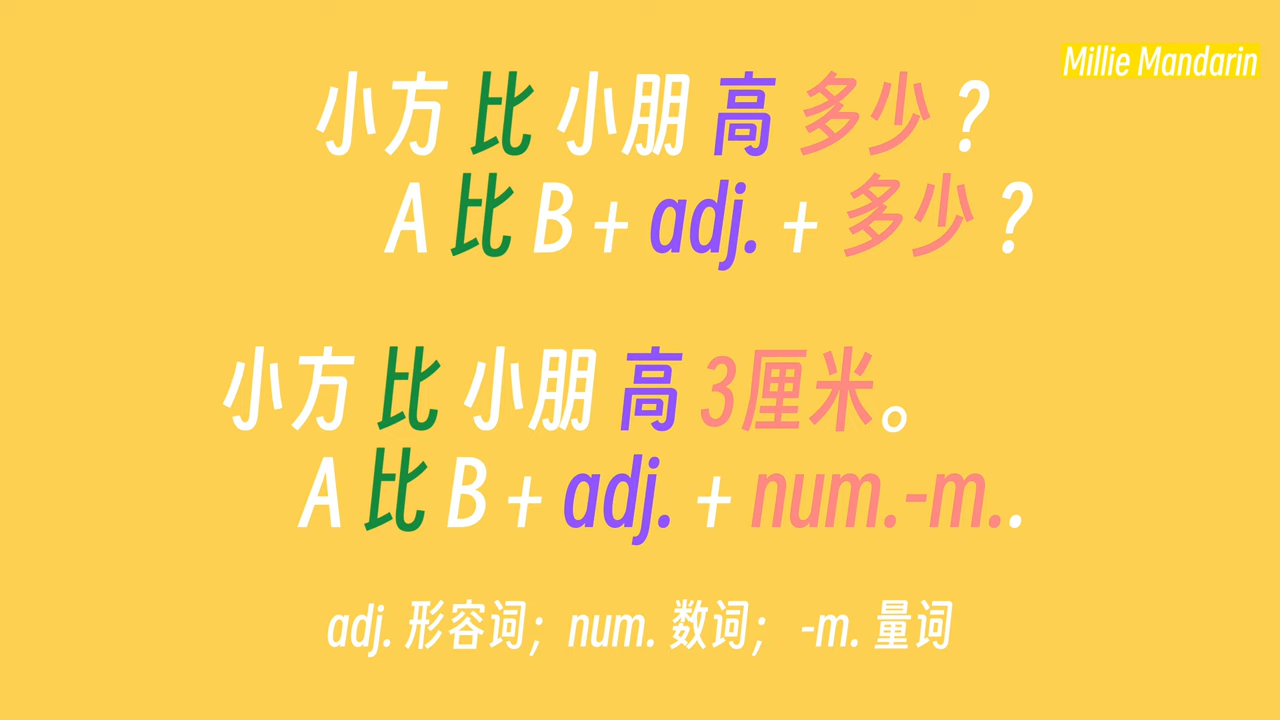 Millie Mandarin
小方 比 小朋 高 多少 ?
A 比 B + adj. + 多少 ?
小方 比 小朋 高 3厘米。
A 比 B + adj. + num.-m..
adj. 形容词；num. 数词； -m. 量词